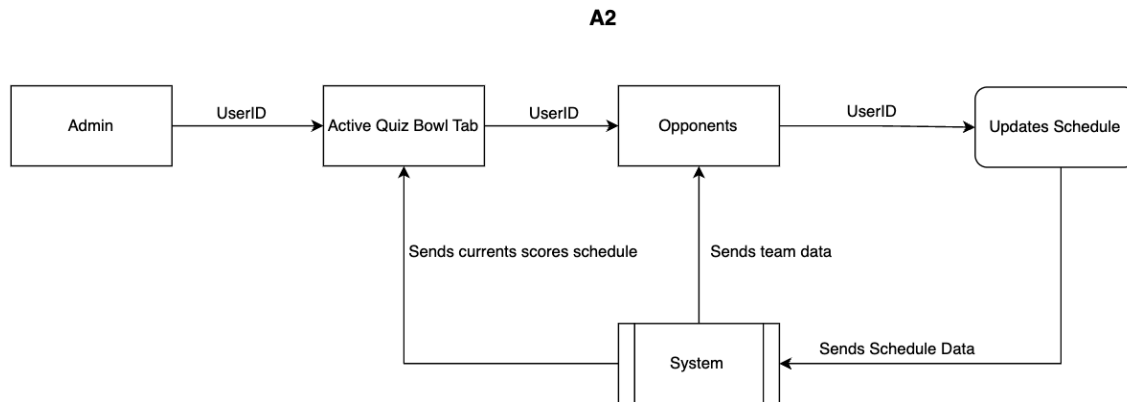 A2
UserID
UserID
UserID
Admin
Active Quiz Bowl Tab
Opponents
Updates Schedule
Sends currents scores schedule
Sends team data
Sends Schedule Data
System